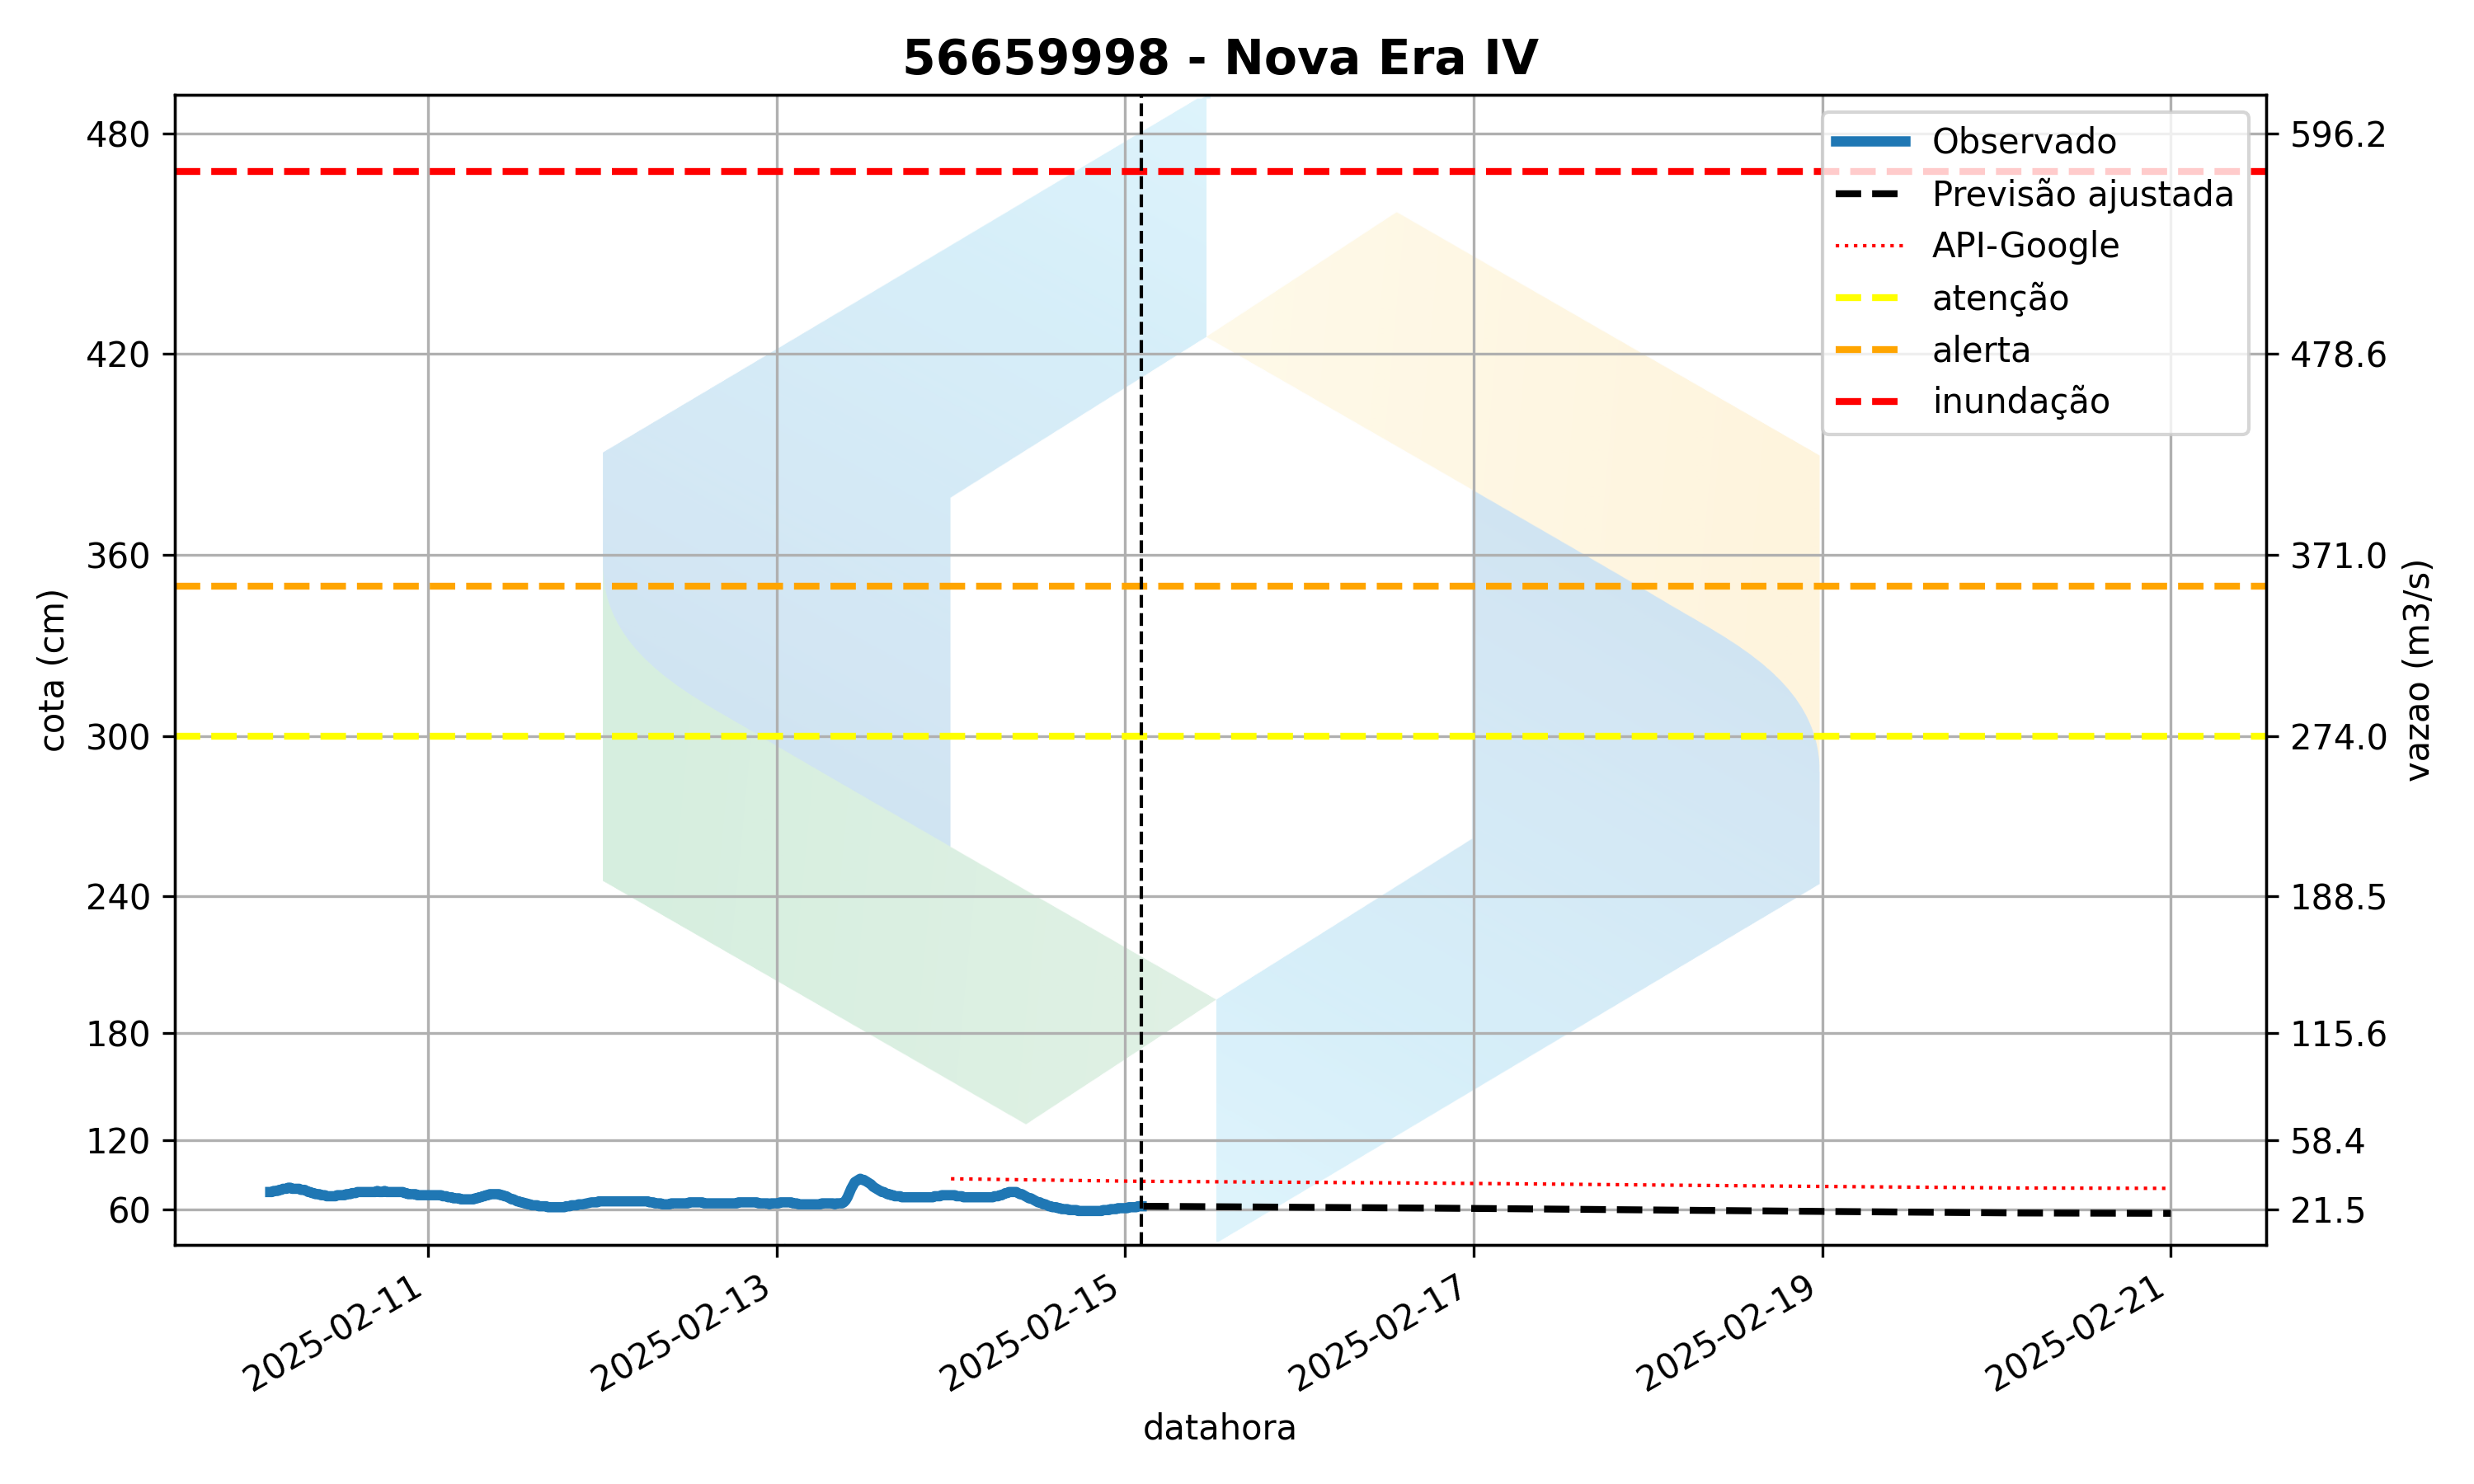 56659998 - Nova Era IV
480
420
360
300
240
180
120
60
cota (cm)
596.2
478.6
371.0
274.0
188.5
115.6
58.4
21.5
vazao (m3/s)
Observado
Previsão ajustada
API-Google
atenção
alerta
inundação
2025-02-11
2025-02-13
2025-02-15
2025-02-17
2025-02-19
2025-02-21
datahora